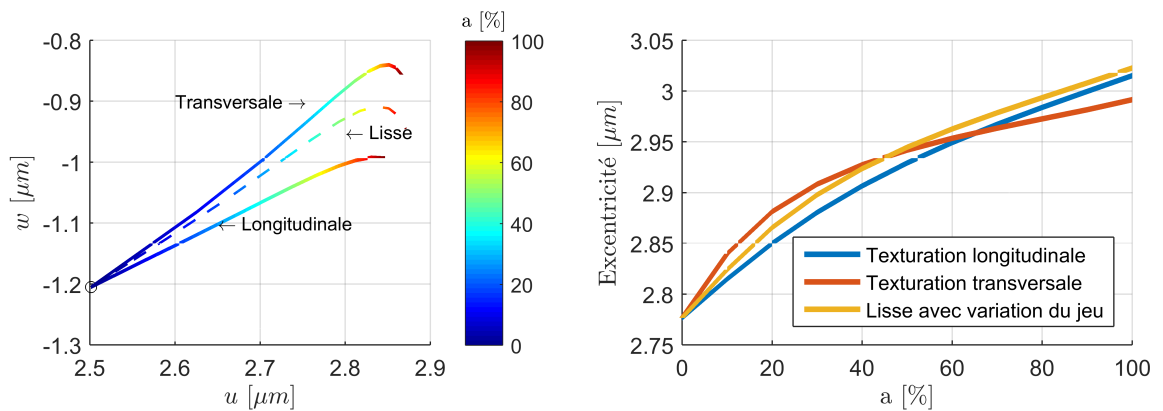 a [%]
-0.8
-0.9
-1
-1.1
-1.2
-1.3
w [μm]
2.5
2.6
2.7
2.8
2.9
u [μm]
Transversale →
← Lisse
← Longitudinale
100
80
60
40
20
0
3.05
3
2.95
2.9
2.85
2.8
2.75
Excentricité [μm]
0
20
40
60
80
100
a [%]
Texturation longitudinale
Texturation transversale
Lisse avec variation du jeu